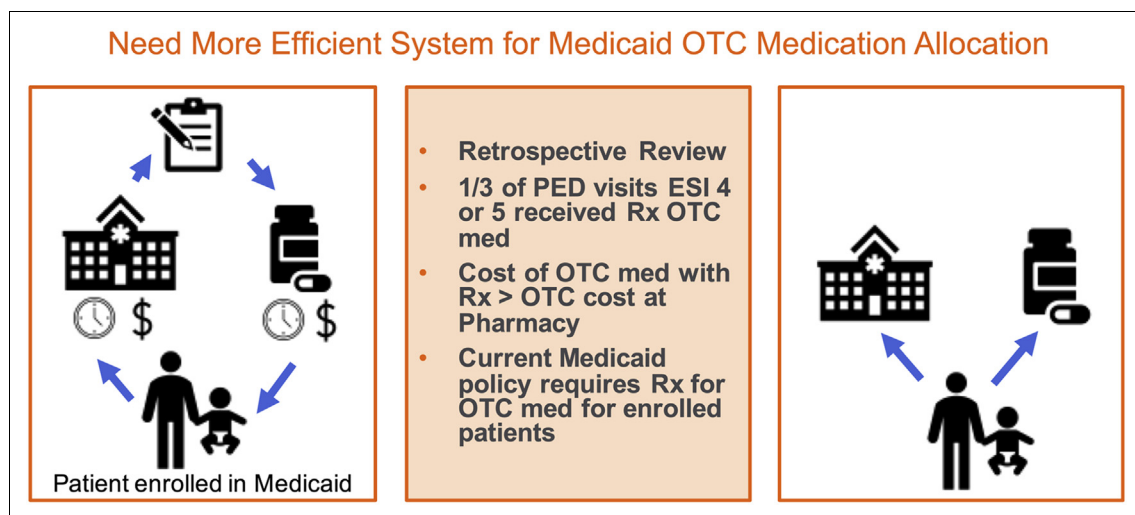 Need More Efficient System for Medicaid OTC Medication Allocation
$
$
Patient enrolled in Medicaid
• Retrospective Review
• 1/3 of PED visits ESI 4
or 5 received Rx OTC
med
• Cost of OTC med with
Rx > OTC cost at
Pharmacy
• Current Medicaid
policy requires Rx for
OTC med for enrolled
patients